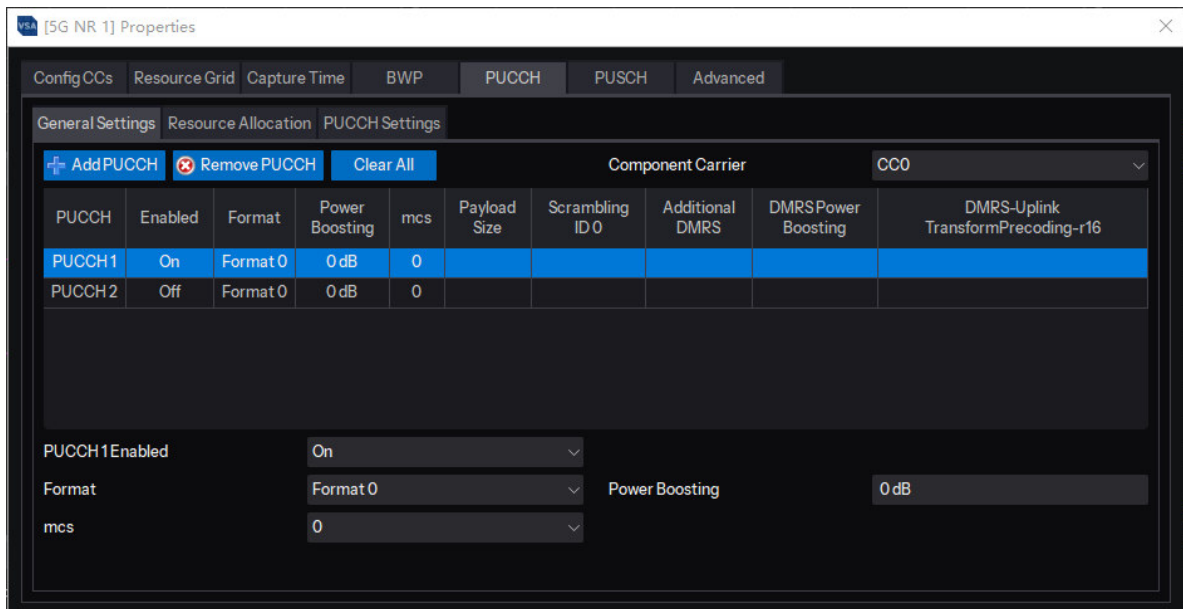 VSA [5G NR 1] Properties
Config CCs Resource Grid Capture Time BWP PUCCH PUSCH Advanced
General Settings Resource Allocation PUCCH Settings
Add PUCCH Remove PUCCH Clear All Component Carrier CC0
PUCCH Enabled Format Power Boosting mcs Payload Size Scrambling ID 0 Additional DMRS DMRS Power Boosting DMRS-Uplink TransformPrecoding-r16
PUCCH 1 On Format 0 0 dB 0
PUCCH 2 Off Format 0 0 dB 0
PUCCH 1 Enabled On
Format Format 0 Power Boosting 0 dB
mcs 0